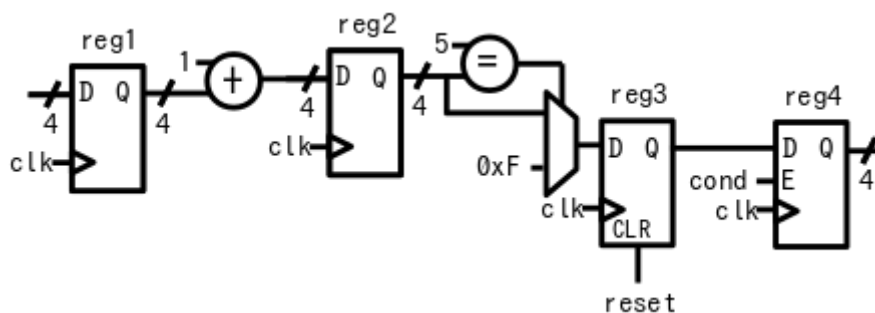 reg1
reg2
reg3
reg4
1
+
5
=
D Q
4
4
clk
D Q
4
4
clk
0xF
D Q
clk
CLR
reset
D Q
cond
E
clk
4